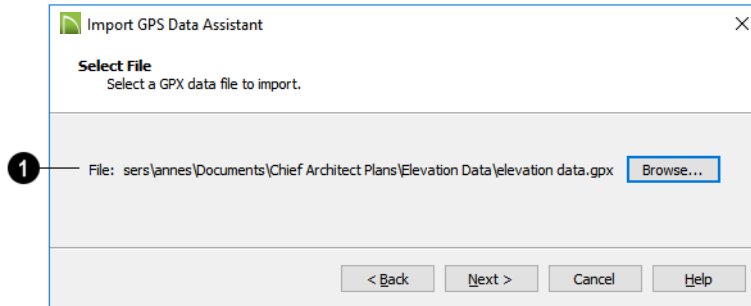 Import GPS Data Assistant
Select File
Select a GPX data file to import.
1 File: sers\annes\Documents\Chief Architect Plans\Elevation Data\elevation data.gpx Browse...
< Back Next > Cancel Help